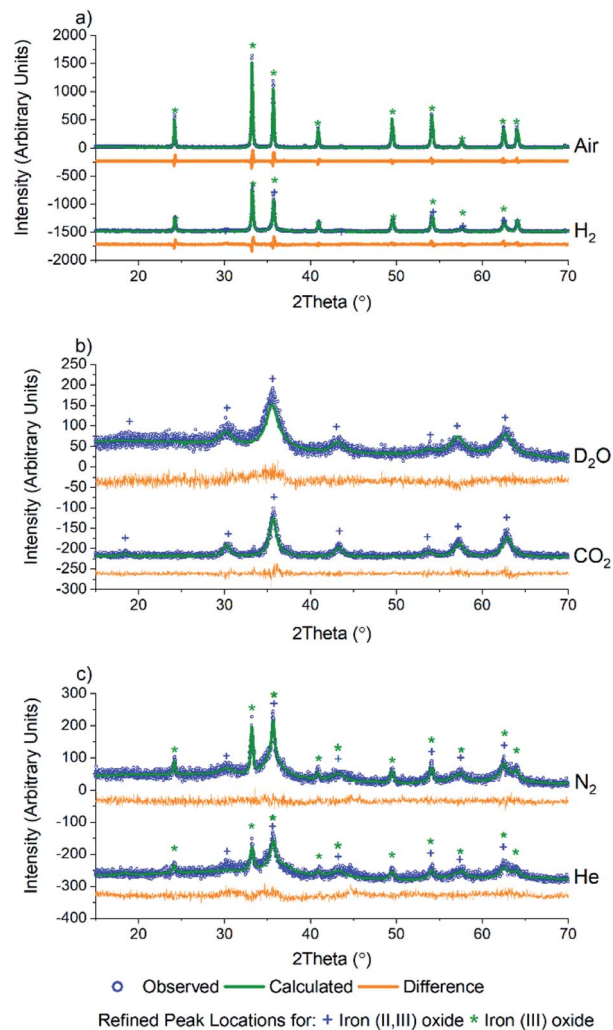 a)
2000
1500
1000
500
0
-500
-1000
-1500
-2000
Intensity (Arbitrary Units)
Air
H₂
20 30 40 50 60 70
2Theta (°)
b)
250
200
150
100
50
0
-50
-100
-150
-200
-250
-300
Intensity (Arbitrary Units)
D₂O
CO₂
20 30 40 50 60 70
2Theta (°)
c)
300
200
100
0
-100
-200
-300
-400
Intensity (Arbitrary Units)
N₂
He
20 30 40 50 60 70
2Theta (°)
Observed Calculated Difference
Refined Peak Locations for: + Iron (II,III) oxide * Iron (III) oxide